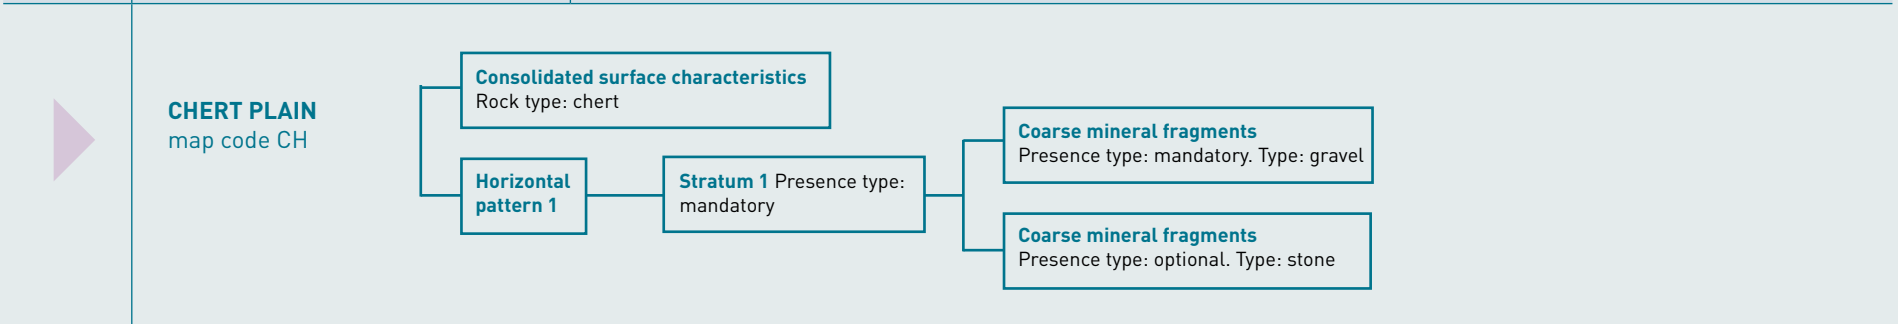 CHERT PLAIN
map code CH
Consolidated surface characteristics
Rock type: chert
Horizontal
pattern 1
Stratum 1 Presence type:
mandatory
Coarse mineral fragments
Presence type: mandatory. Type: gravel
Coarse mineral fragments
Presence type: optional. Type: stone